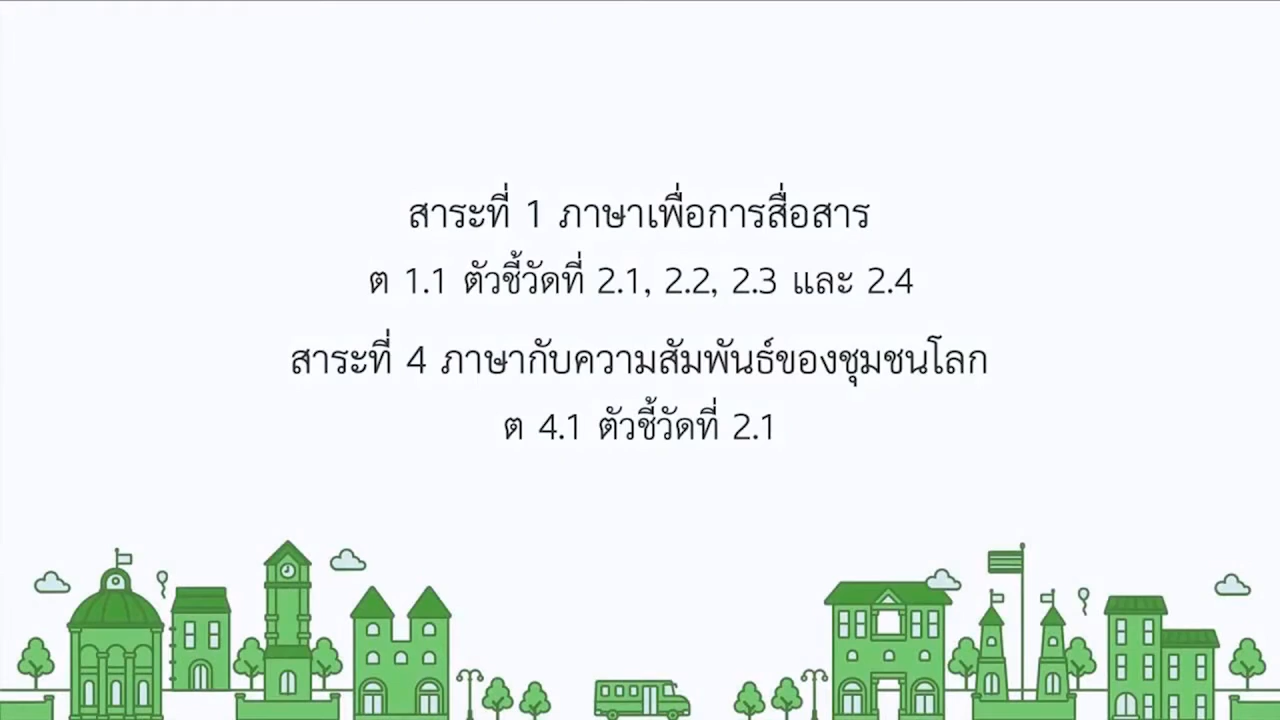 สาระที่ 1 ภาษาเพื่อการสื่อสาร
ต 1.1 ตัวชี้วัดที่ 2.1, 2.2, 2.3 และ 2.4
สาระที่ 4 ภาษากับความสัมพันธ์ของชุมชนโลก
ต 4.1 ตัวชี้วัดที่ 2.1